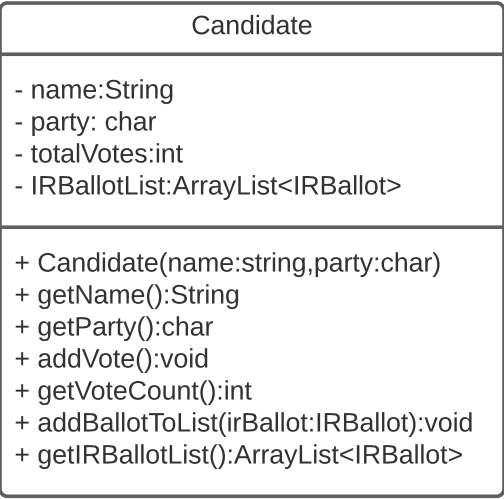 Candidate
- name:String
- party: char
- totalVotes:int
- IRBallotList:ArrayList<IRBallot>
+ Candidate(name:string,party:char)
+ getName():String
+ getParty():char
+ addVote():void
+ getVoteCount():int
+ addBallotToList(irBallot:IRBallot):void
+ getIRBallotList():ArrayList<IRBallot>